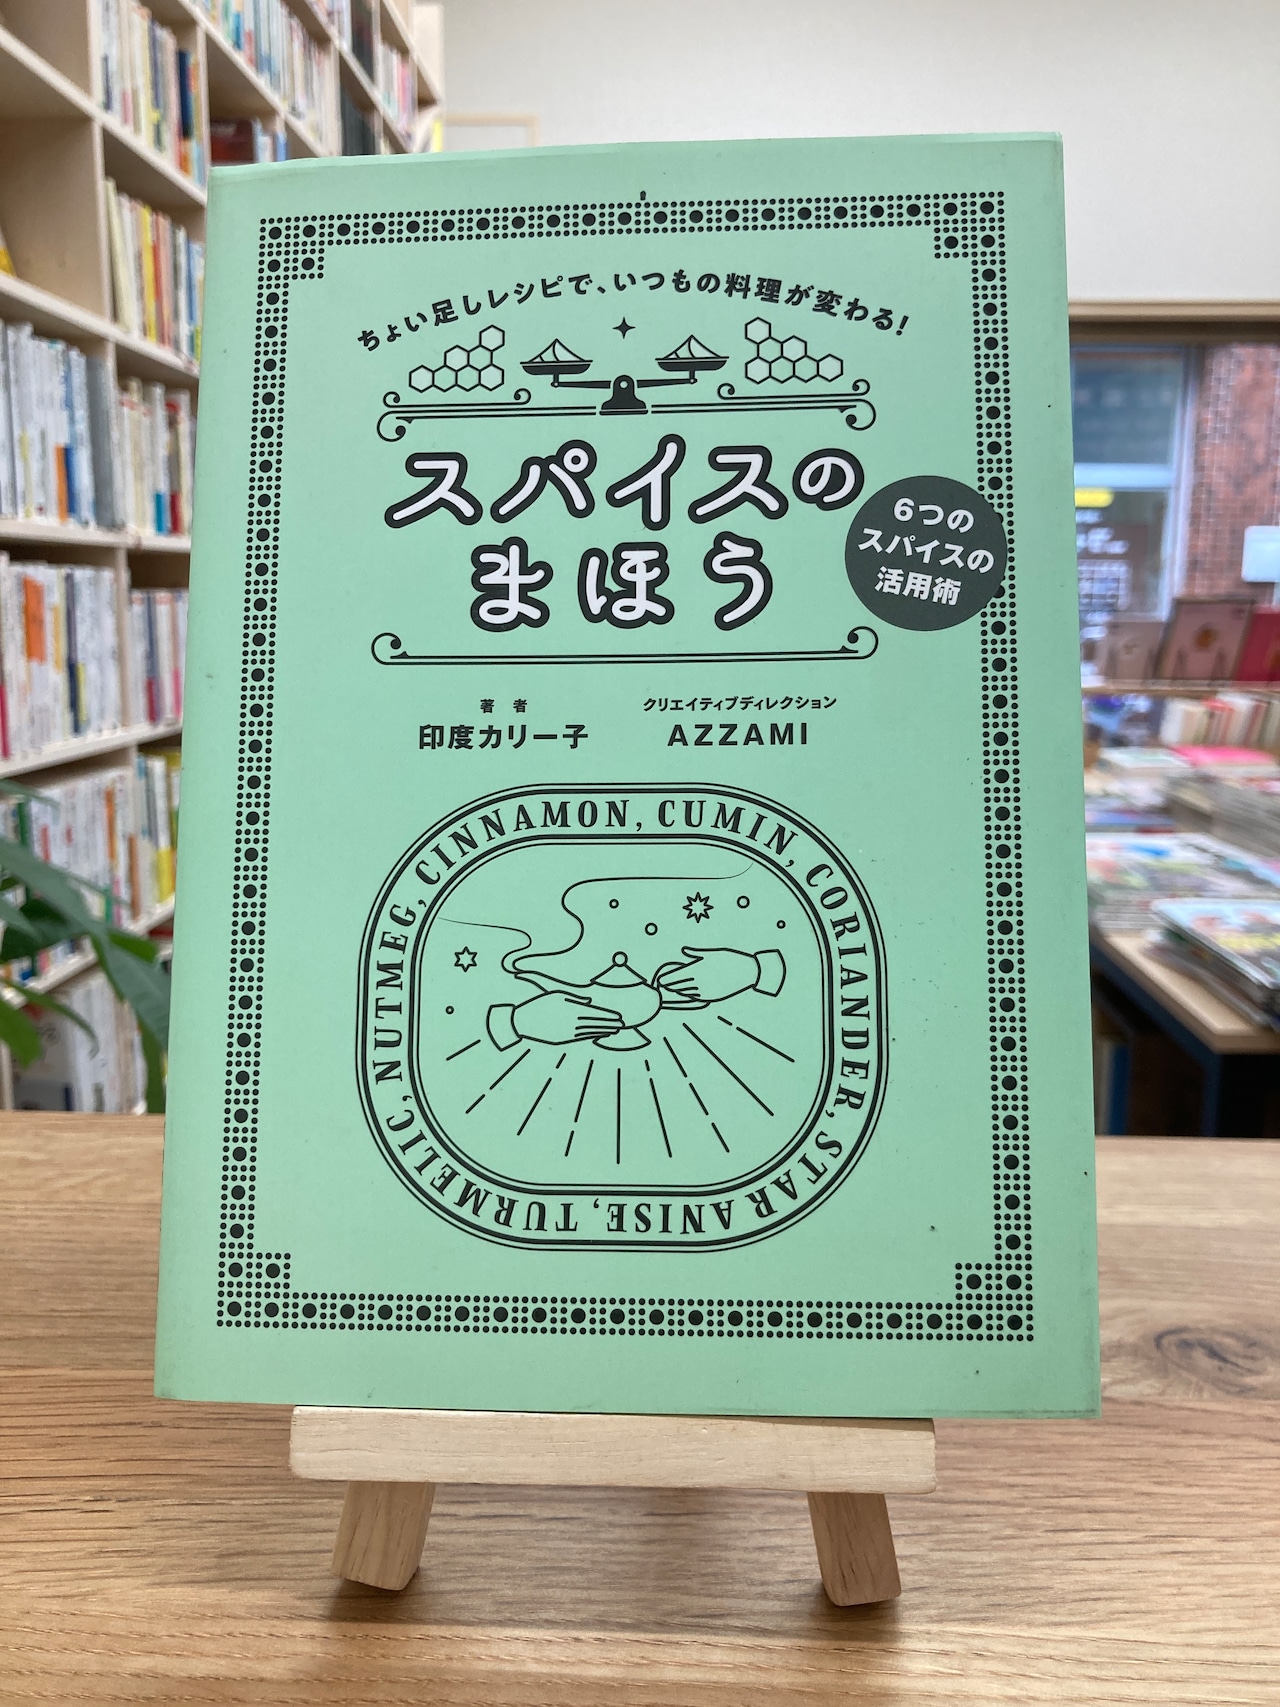 ちょい足しレシピで、いつもの料理が変わる!
スパイスの
まほう
6つの
スパイスの
活用術
著者
印度カリー子
クリエイティブディレクション
AZZAMI
CINNAMON, CUMIN, CORIANDER, STAR ANISE, TURMELIC, NUTMEG,